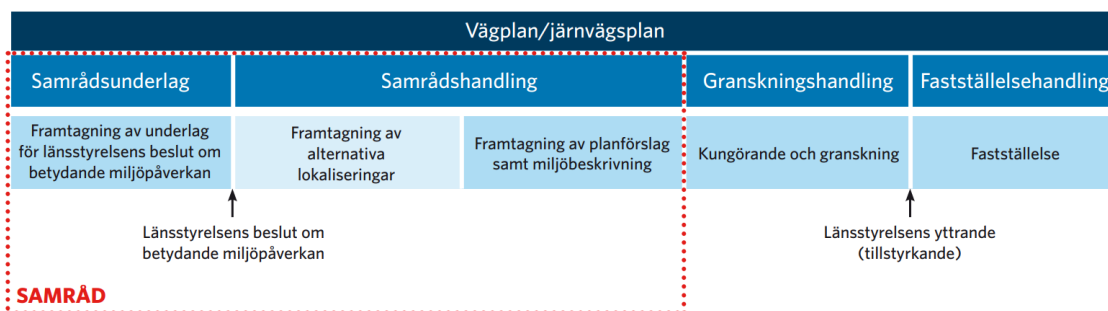 Vägplan/järnvägsplan
Samrådsunderlag
Samrådshandling
Granskningshandling
Fastställelsehandling
Framtagning av underlag
för länsstyrelsens beslut om
betydande miljöpåverkan
Framtagning av
alternativa
lokaliseringar
Framtagning av planförslag
samt miljöbeskrivning
Kungörande och granskning
Fastställelse
Länsstyrelsens beslut om
betydande miljöpåverkan
Länsstyrelsens yttrande
(tillstyrkande)
SAMRÅD